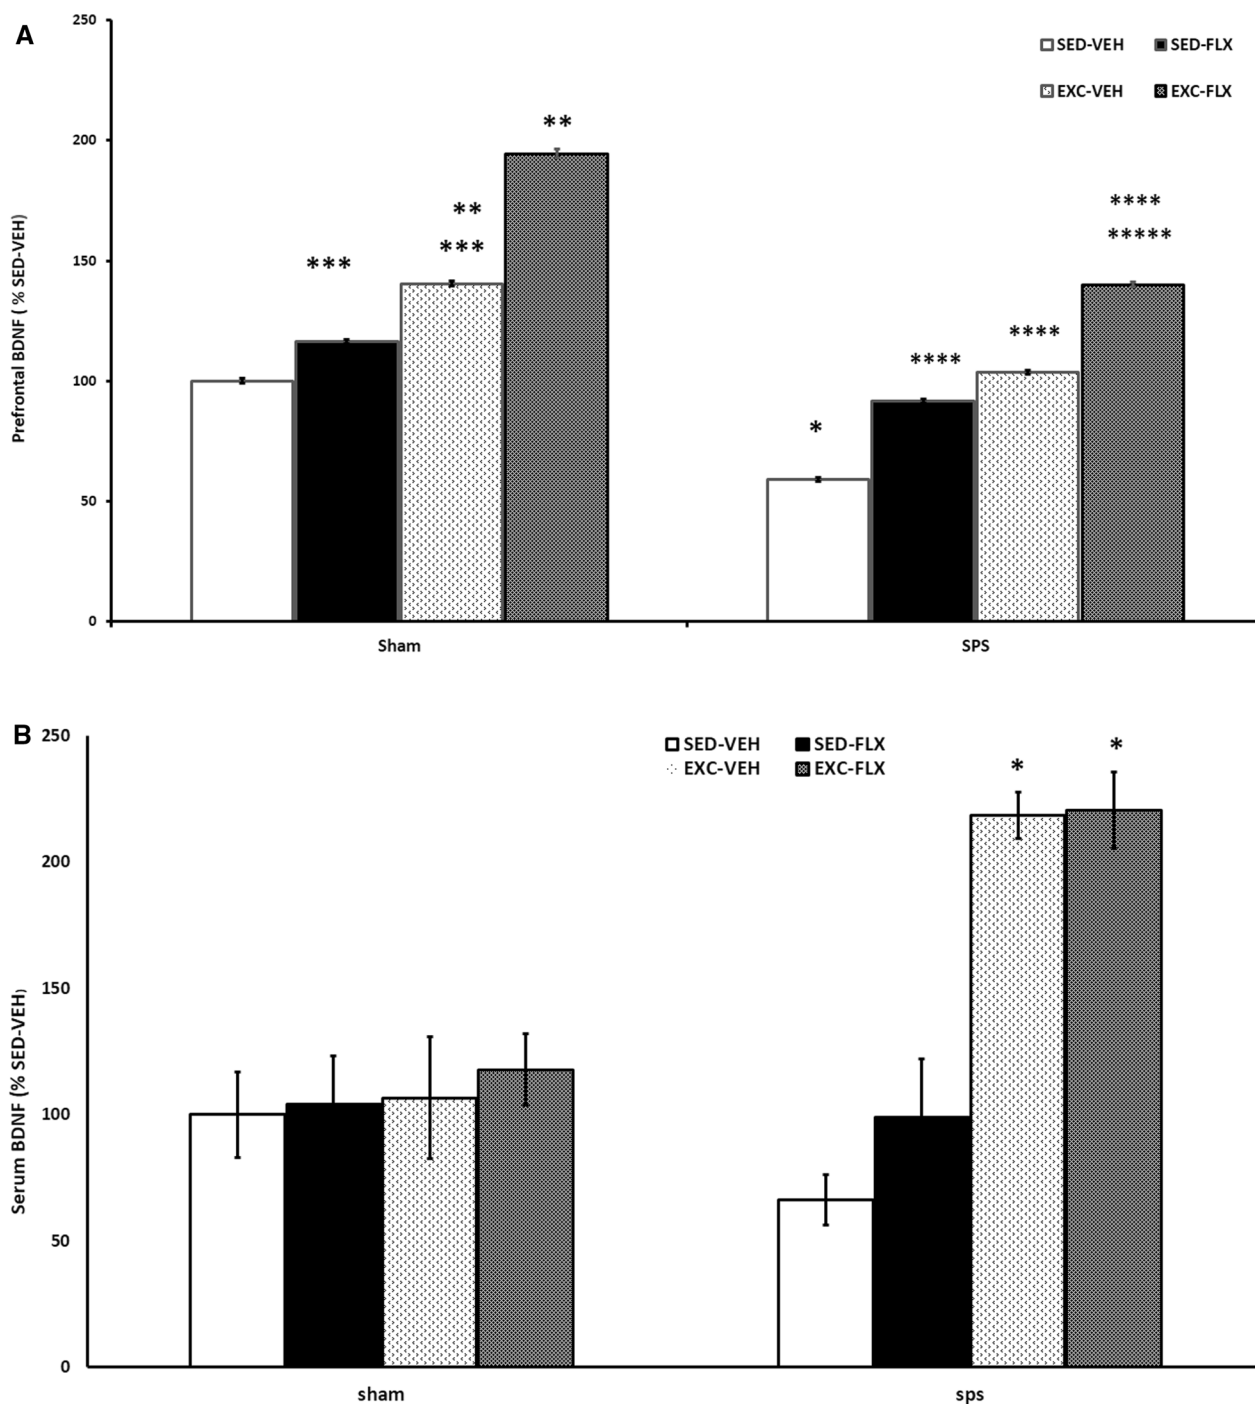 A
250
SED-VEH SED-FLX
EXC-VEH EXC-FLX
200
150
100
50
0
Prefrontal BDNF ( % SED-VEH)
***
**
***
**
*
****
****
****
*****
Sham SPS
B
250
SED-VEH SED-FLX
EXC-VEH EXC-FLX
200
150
100
50
0
Serum BDNF (% SED-VEH)
*
*
sham sps